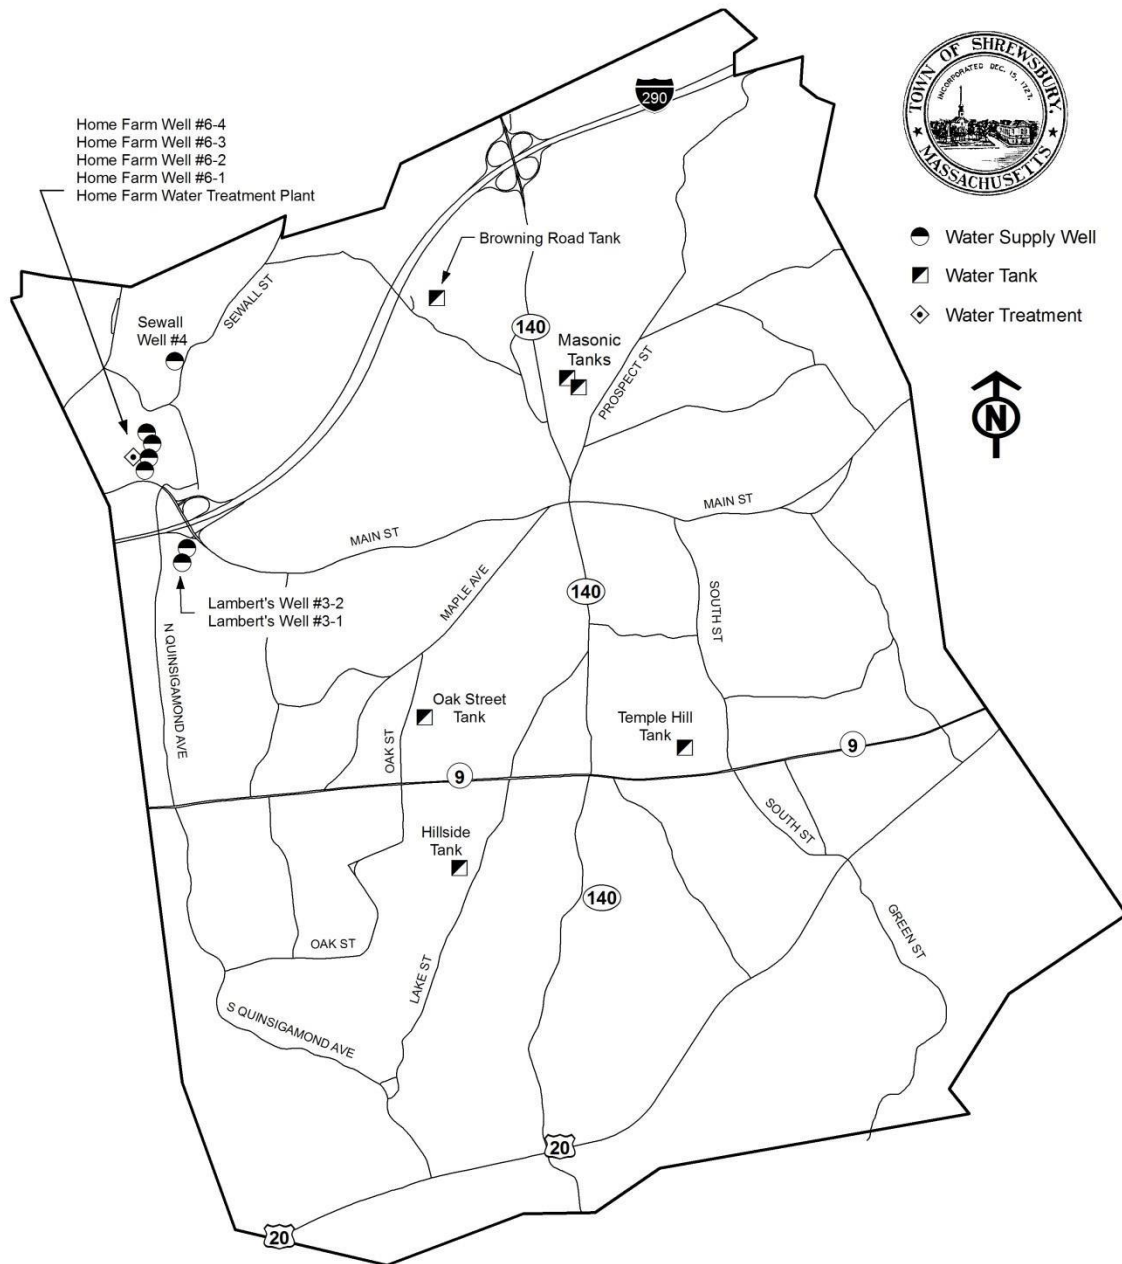 TOWN OF SHREWSBURY.
INCORPORATED DEC. 15, 1727.
MASSACHUSETTS
290
Home Farm Well #6-4
Home Farm Well #6-3
Home Farm Well #6-2
Home Farm Well #6-1
Home Farm Water Treatment Plant
Browning Road Tank
Water Supply Well
Water Tank
Water Treatment
N
SEWALL ST
Sewall
Well #4
140
Masonic
Tanks
PROSPECT ST
MAIN ST
MAIN ST
MAPLE AVE
140
SOUTH ST
Lambert's Well #3-2
Lambert's Well #3-1
N QUINSIGAMOND AVE
Oak Street
Tank
OAK ST
Temple Hill
Tank
9
9
SOUTH ST
Hillside
Tank
140
GREEN ST
OAK ST
LAKE ST
S QUINSIGAMOND AVE
20
20